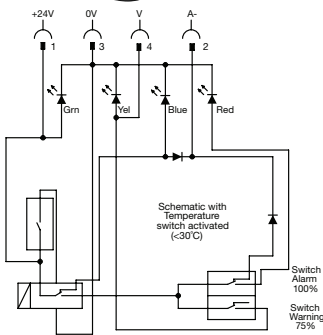 +24V 0V V A-
1 3 4 2
Grn Yel Blue Red
Schematic with
Temperature
switch activated
(<30°C)
Switch
Alarm
100%
Switch
Warning
75%